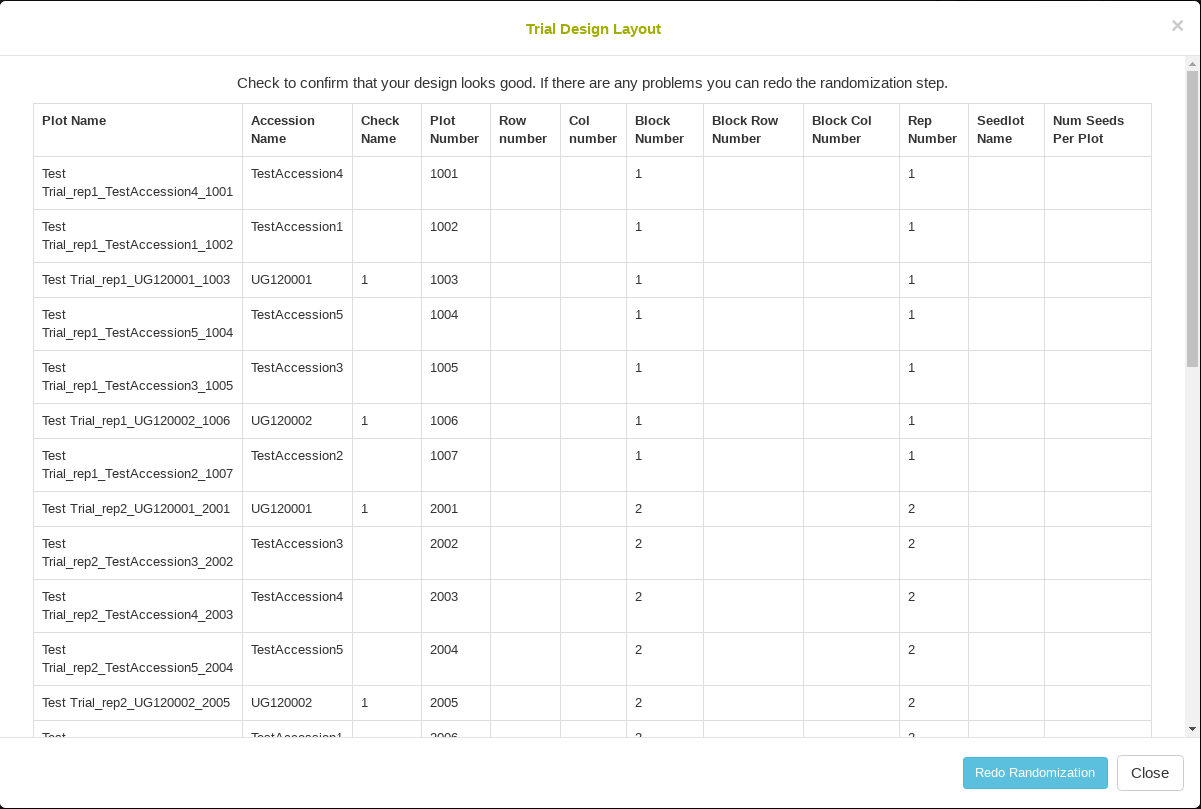 Trial Design Layout
×
Check to confirm that your design looks good. If there are any problems you can redo the randomization step.
Plot Name Accession Name Check Name Plot Number Row number Col number Block Number Block Row Number Block Col Number Rep Number Seedlot Name Num Seeds Per Plot
Test Trial_rep1_TestAccession4_1001 TestAccession4 1001 1 1
Test Trial_rep1_TestAccession1_1002 TestAccession1 1002 1 1
Test Trial_rep1_UG120001_1003 UG120001 1 1003 1 1
Test Trial_rep1_TestAccession5_1004 TestAccession5 1004 1 1
Test Trial_rep1_TestAccession3_1005 TestAccession3 1005 1 1
Test Trial_rep1_UG120002_1006 UG120002 1 1006 1 1
Test Trial_rep1_TestAccession2_1007 TestAccession2 1007 1 1
Test Trial_rep2_UG120001_2001 UG120001 1 2001 2 2
Test Trial_rep2_TestAccession3_2002 TestAccession3 2002 2 2
Test Trial_rep2_TestAccession4_2003 TestAccession4 2003 2 2
Test Trial_rep2_TestAccession5_2004 TestAccession5 2004 2 2
Test Trial_rep2_UG120002_2005 UG120002 1 2005 2 2
Test TestAccession1 2006 2 2
Redo Randomization Close